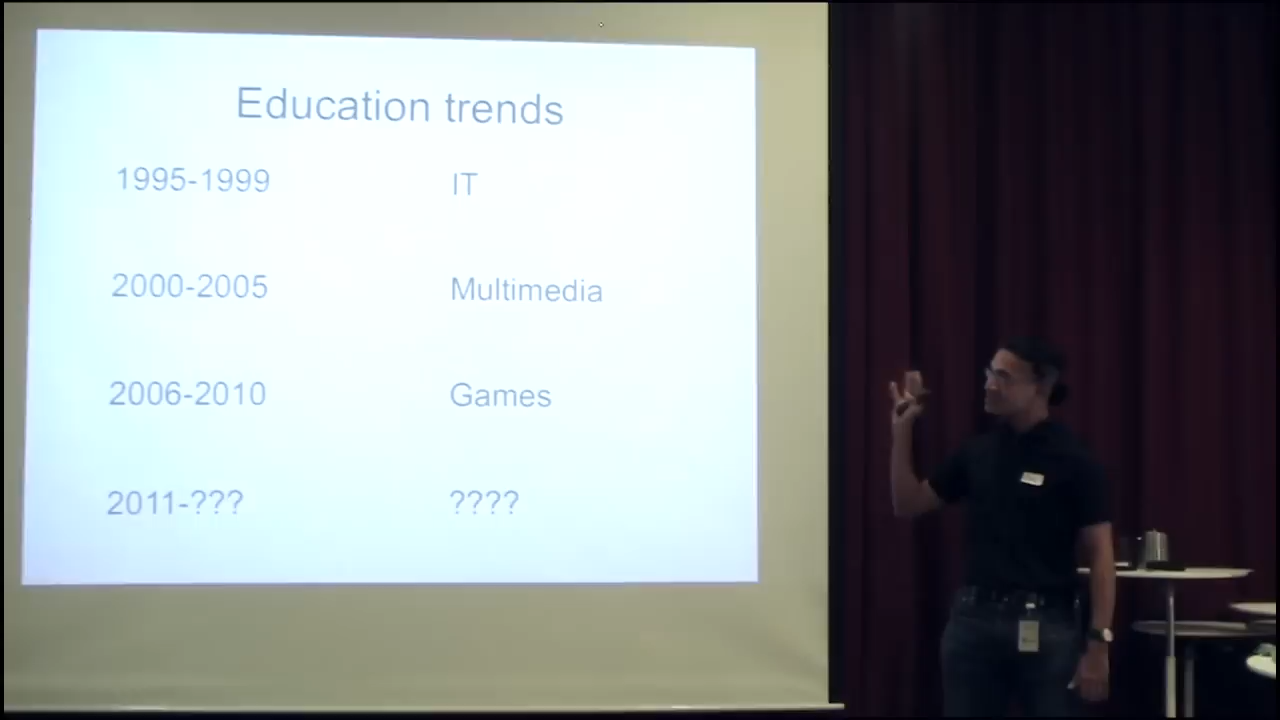 Education trends
1995-1999 IT
2000-2005 Multimedia
2006-2010 Games
2011-??? ????